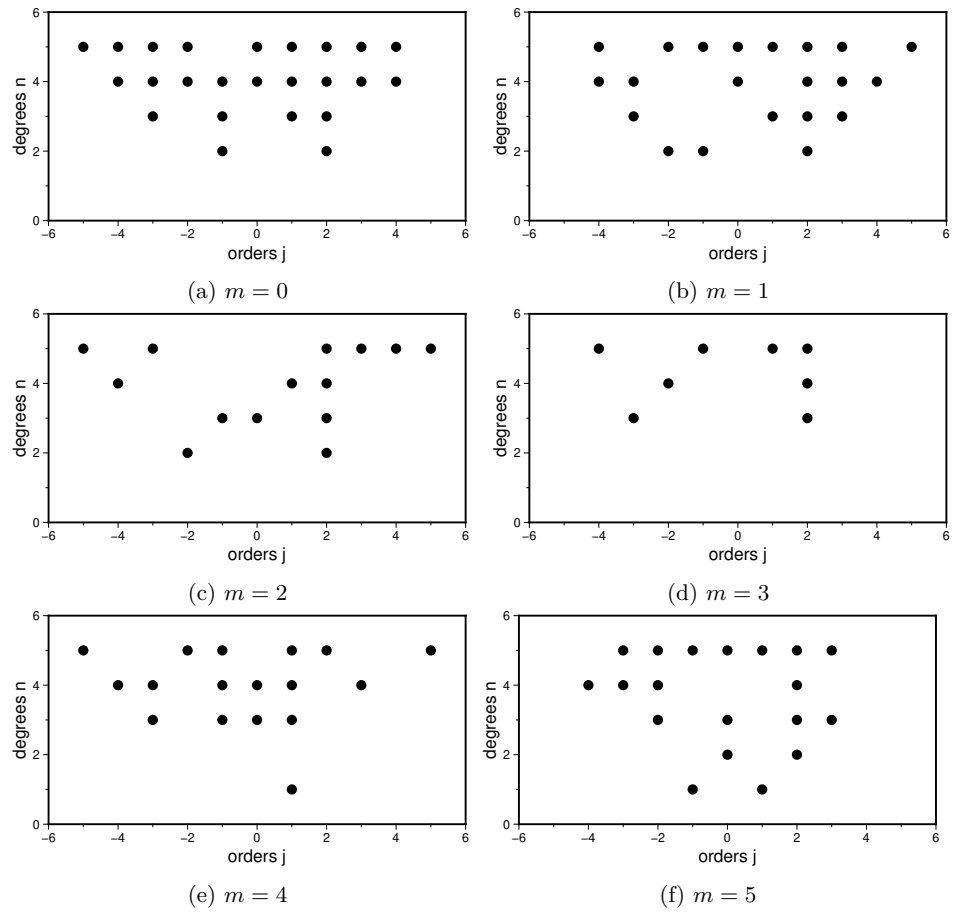 6
4
2
0
degrees n
−6 −4 −2 0 2 4 6
orders j
(a) m = 0
6
4
2
0
degrees n
−6 −4 −2 0 2 4 6
orders j
(b) m = 1
6
4
2
0
degrees n
−6 −4 −2 0 2 4 6
orders j
(c) m = 2
6
4
2
0
degrees n
−6 −4 −2 0 2 4 6
orders j
(d) m = 3
6
4
2
0
degrees n
−6 −4 −2 0 2 4 6
orders j
(e) m = 4
6
4
2
0
degrees n
−6 −4 −2 0 2 4 6
orders j
(f) m = 5